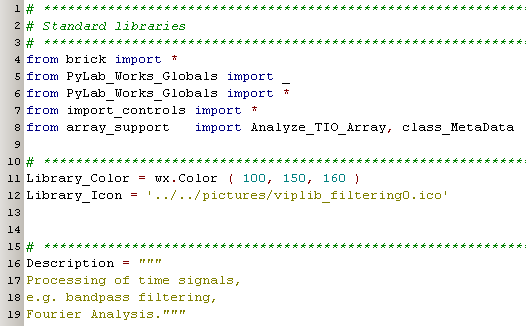 1 # ************************************************************
2 # Standard libraries
3 # ************************************************************
4 from brick import *
5 from PyLab_Works_Globals import _
6 from PyLab_Works_Globals import *
7 from import_controls import *
8 from array_support   import Analyze_TIO_Array, class_MetaData
9
10 # ************************************************************
11 Library_Color = wx.Color ( 100, 150, 160 )
12 Library_Icon = '../../pictures/viplib_filtering0.ico'
13
14
15 # ************************************************************
16 Description = """
17 Processing of time signals,
18 e.g. bandpass filtering,
19 Fourier Analysis."""